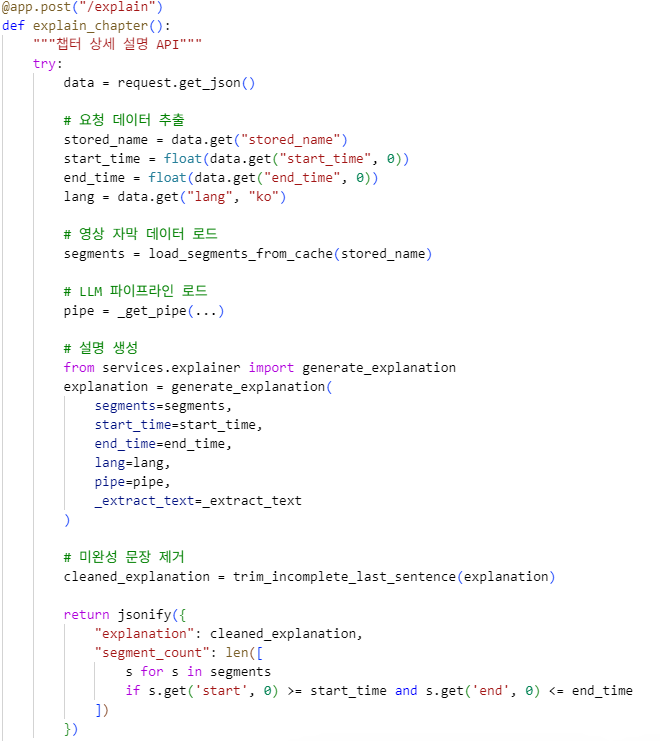 @app.post("/explain")
def explain_chapter():
    """챕터 상세 설명 API"""
    try:
        data = request.get_json()

        # 요청 데이터 추출
        stored_name = data.get("stored_name")
        start_time = float(data.get("start_time", 0))
        end_time = float(data.get("end_time", 0))
        lang = data.get("lang", "ko")

        # 영상 자막 데이터 로드
        segments = load_segments_from_cache(stored_name)

        # LLM 파이프라인 로드
        pipe = _get_pipe(...)

        # 설명 생성
        from services.explainer import generate_explanation
        explanation = generate_explanation(
            segments=segments,
            start_time=start_time,
            end_time=end_time,
            lang=lang,
            pipe=pipe,
            _extract_text=_extract_text
        )

        # 미완성 문장 제거
        cleaned_explanation = trim_incomplete_last_sentence(explanation)

        return jsonify({
            "explanation": cleaned_explanation,
            "segment_count": len([
                s for s in segments
                if s.get('start', 0) >= start_time and s.get('end', 0) <= end_time
            ])
        })